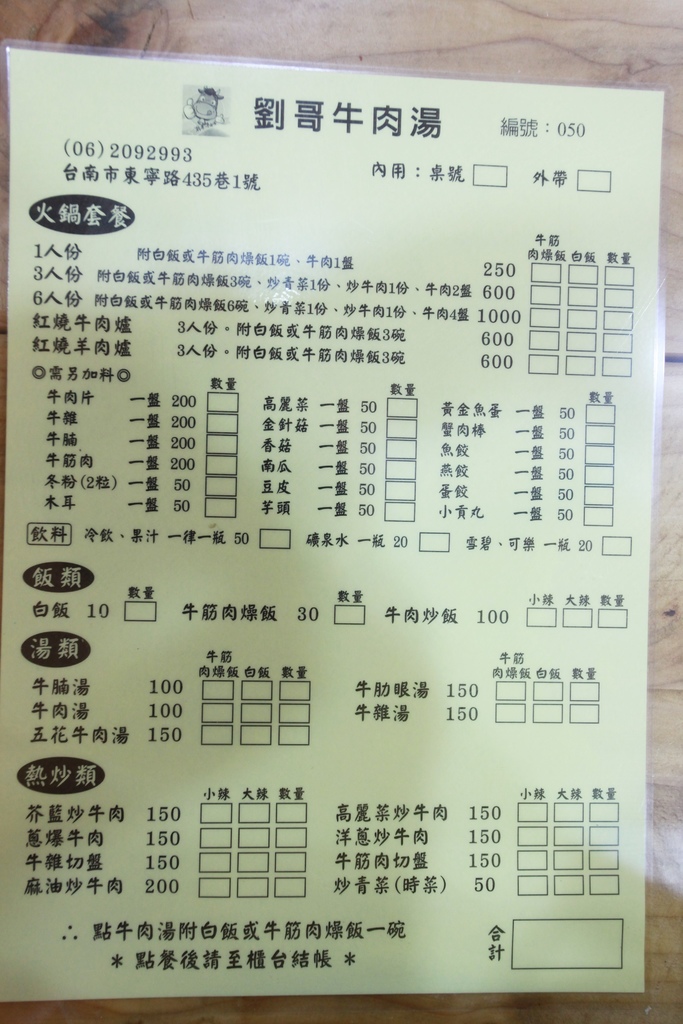 劉哥牛肉湯 編號：050
(06)2092993
台南市東寧路435巷1號 內用：桌號 外帶
火鍋套餐
牛筋
肉燥飯 白飯 數量
1人份 附白飯或牛筋肉燥飯1碗、牛肉1盤 250
3人份 附白飯或牛筋肉燥飯3碗、炒青菜1份、炒牛肉1份、牛肉2盤 600
6人份 附白飯或牛筋肉燥飯6碗、炒青菜1份、炒牛肉1份、牛肉4盤 1000
紅燒牛肉爐 3人份。附白飯或牛筋肉燥飯3碗 600
紅燒羊肉爐 3人份。附白飯或牛筋肉燥飯3碗 600
◎需另加料◎ 數量 數量 數量
牛肉片 一盤 200 高麗菜 一盤 50 黃金魚蛋 一盤 50
牛雜 一盤 200 金針菇 一盤 50 蟹肉棒 一盤 50
牛腩 一盤 200 香菇 一盤 50 魚餃 一盤 50
牛筋肉 一盤 200 南瓜 一盤 50 燕餃 一盤 50
冬粉(2粒) 一盤 50 豆皮 一盤 50 蛋餃 一盤 50
木耳 一盤 50 芋頭 一盤 50 小貢丸 一盤 50
飲料 冷飲、果汁 一律一瓶 50 礦泉水 一瓶 20 雪碧、可樂 一瓶 20
飯類
數量 數量 小辣 大辣 數量
白飯 10 牛筋肉燥飯 30 牛肉炒飯 100
湯類
牛筋 牛筋
肉燥飯 白飯 數量 肉燥飯 白飯 數量
牛腩湯 100 牛肋眼湯 150
牛肉湯 100 牛雜湯 150
五花牛肉湯 150
熱炒類
小辣 大辣 數量 小辣 大辣 數量
芥藍炒牛肉 150 高麗菜炒牛肉 150
蔥爆牛肉 150 洋蔥炒牛肉 150
牛雜切盤 150 牛筋肉切盤 150
麻油炒牛肉 200 炒青菜(時菜) 50
∴ 點牛肉湯附白飯或牛筋肉燥飯一碗 合計
* 點餐後請至櫃台結帳 *